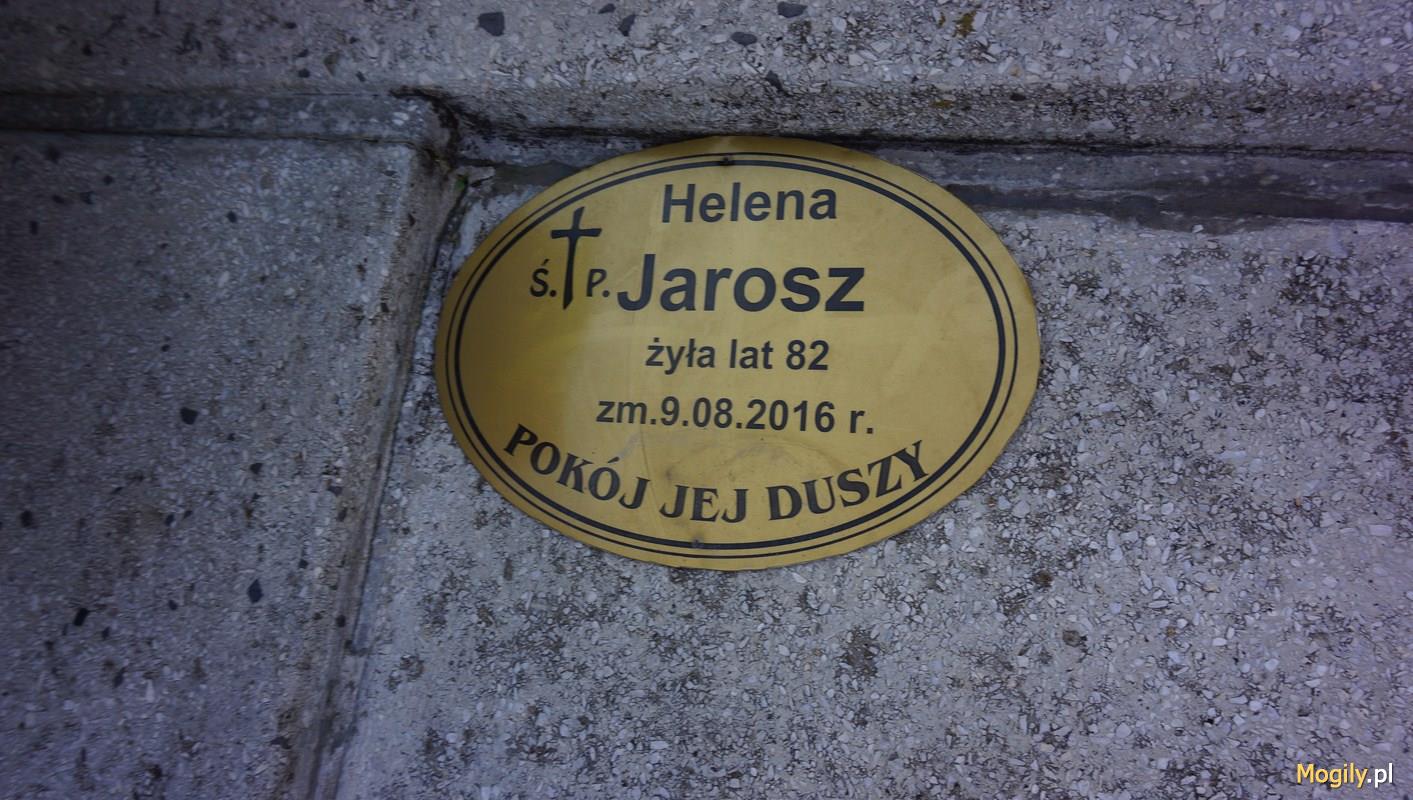 Helena
Ś. P. Jarosz
żyła lat 82
zm.9.08.2016 r.
POKÓJ JEJ DUSZY
Mogily.pl